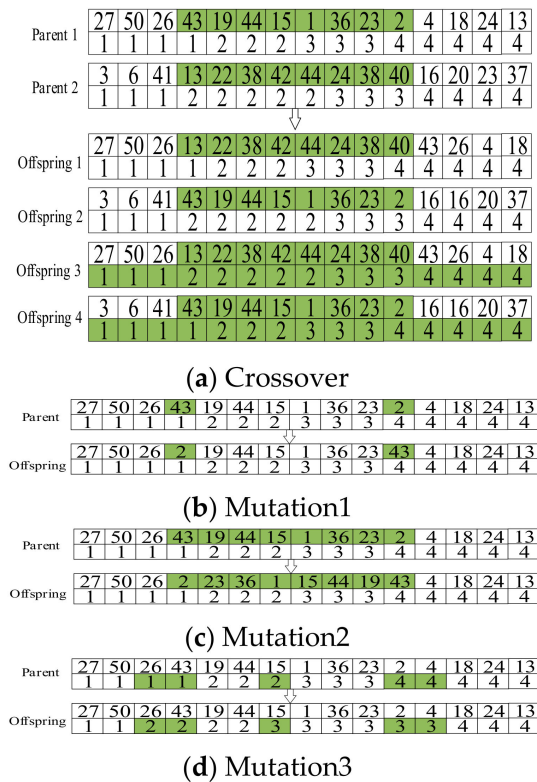 27 50 26 43 19 44 15 1 36 23 2 4 18 24 13
Parent 1
1 1 1 1 2 2 2 3 3 3 4 4 4 4 4
3 6 41 13 22 38 42 44 24 38 40 16 20 23 37
Parent 2
1 1 1 2 2 2 2 2 3 3 3 4 4 4 4
27 50 26 13 22 38 42 44 24 38 40 43 26 4 18
Offspring 1
1 1 1 1 2 2 2 3 3 3 4 4 4 4 4
3 6 41 43 19 44 15 1 36 23 2 16 16 20 37
Offspring 2
1 1 1 2 2 2 2 2 3 3 3 4 4 4 4
27 50 26 13 22 38 42 44 24 38 40 43 26 4 18
Offspring 3
1 1 1 2 2 2 2 2 3 3 3 4 4 4 4
3 6 41 43 19 44 15 1 36 23 2 16 16 20 37
Offspring 4
1 1 1 1 2 2 2 3 3 3 4 4 4 4 4
(a) Crossover
27 50 26 43 19 44 15 1 36 23 2 4 18 24 13
Parent
1 1 1 1 2 2 2 3 3 3 4 4 4 4 4
27 50 26 2 19 44 15 1 36 23 43 4 18 24 13
Offspring
1 1 1 1 2 2 2 3 3 3 4 4 4 4 4
(b) Mutation1
27 50 26 43 19 44 15 1 36 23 2 4 18 24 13
Parent
1 1 1 1 2 2 2 3 3 3 4 4 4 4 4
27 50 26 2 23 36 1 15 44 19 43 4 18 24 13
Offspring
1 1 1 1 2 2 2 3 3 3 4 4 4 4 4
(c) Mutation2
27 50 26 43 19 44 15 1 36 23 2 4 18 24 13
Parent
1 1 1 1 2 2 2 3 3 3 4 4 4 4 4
27 50 26 43 19 44 15 1 36 23 2 4 18 24 13
Offspring
1 1 2 2 2 2 3 3 3 3 3 3 4 4 4
(d) Mutation3